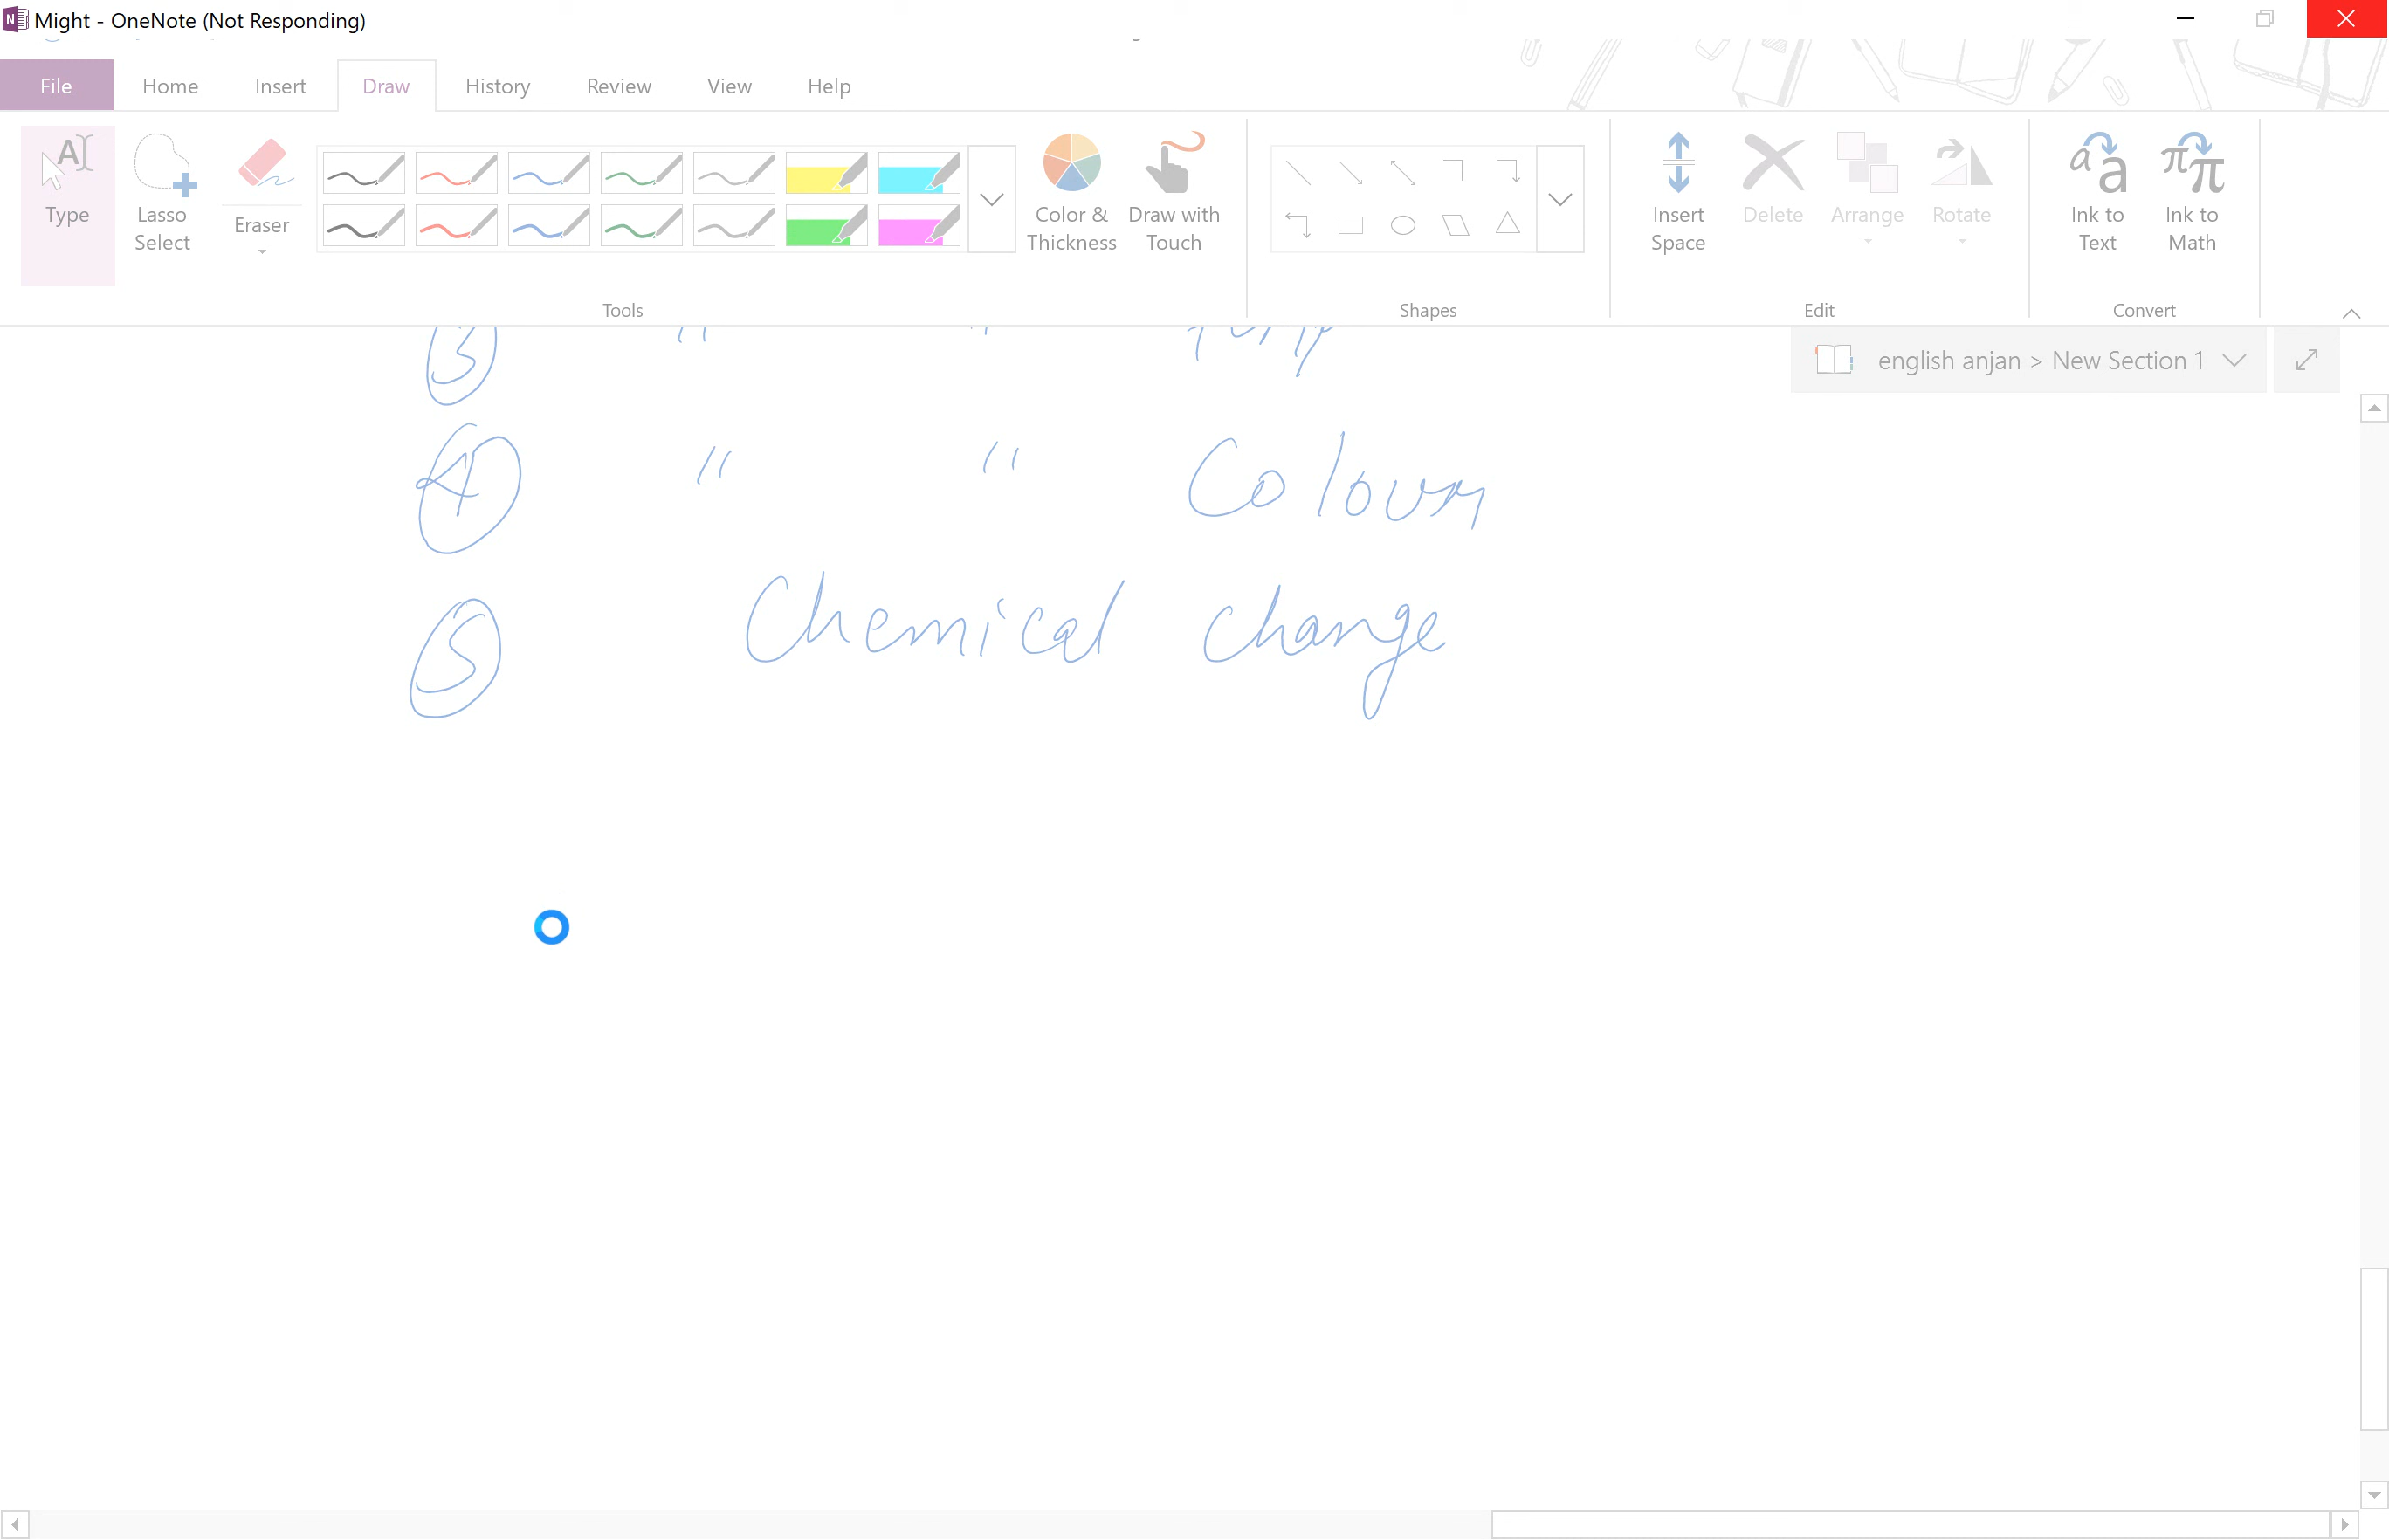 Might - OneNote (Not Responding)
File Home Insert Draw History Review View Help
Type Lasso Select Eraser Color & Thickness Draw with Touch Insert Space Delete Arrange Rotate Ink to Text Ink to Math
Tools Shapes Edit Convert
english anjan > New Section 1
③ " "
④ " " Colour
⑤ Chemical change